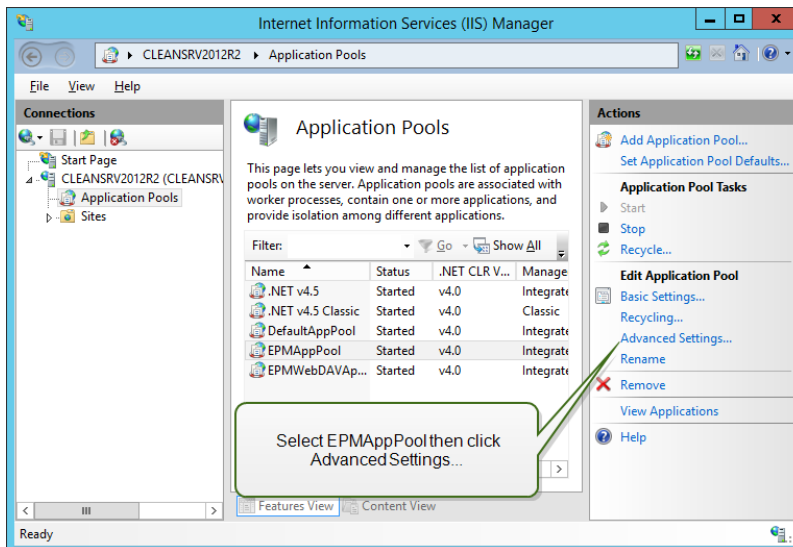 Internet Information Services (IIS) Manager
CLEANSRV2012R2 Application Pools
File View Help
Connections
Start Page
CLEANSRV2012R2 (CLEANSRV
Application Pools
Sites
Application Pools
This page lets you view and manage the list of application
pools on the server. Application pools are associated with
worker processes, contain one or more applications, and
provide isolation among different applications.
Filter: Go Show All
Name Status .NET CLR V... Manage
.NET v4.5 Started v4.0 Integrate
.NET v4.5 Classic Started v4.0 Classic
DefaultAppPool Started v4.0 Integrate
EPMAppPool Started v4.0 Integrate
EPMWebDAVAp... Started v4.0 Integrate
Select EPMAppPool then click
Advanced Settings...
Features View Content View
Actions
Add Application Pool...
Set Application Pool Defaults...
Application Pool Tasks
Start
Stop
Recycle...
Edit Application Pool
Basic Settings...
Recycling...
Advanced Settings...
Rename
Remove
View Applications
Help
Ready